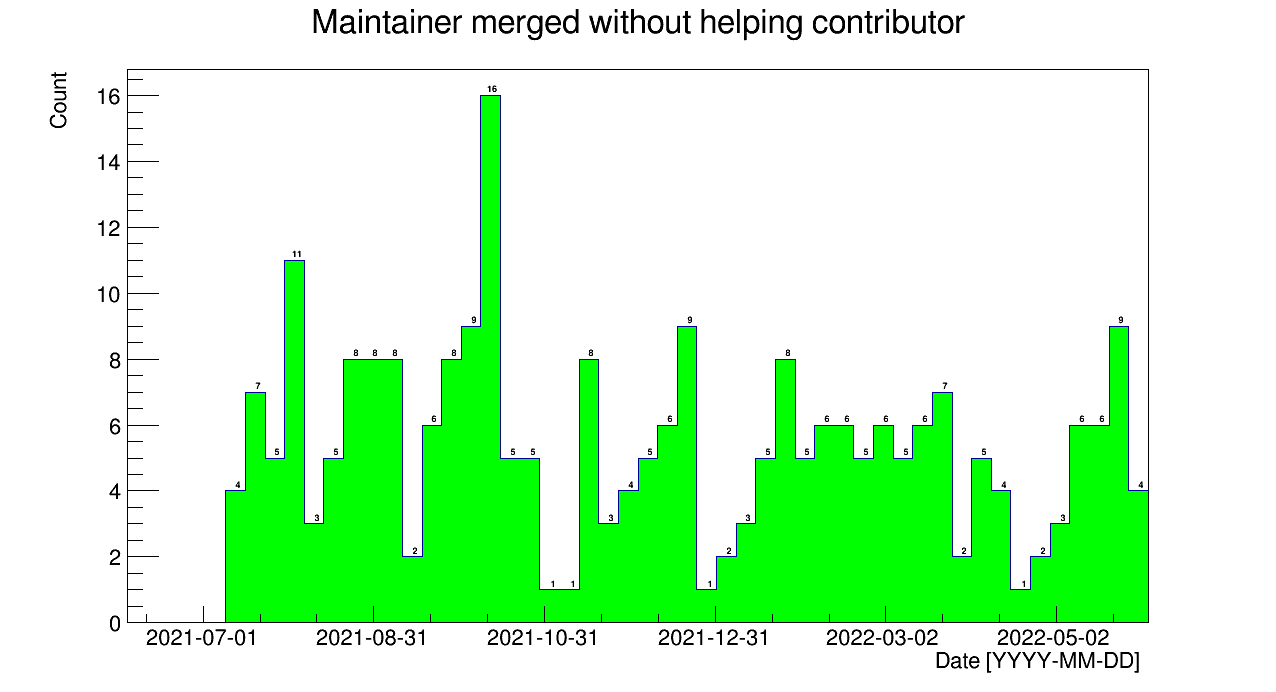 Maintainer merged without helping contributor
Count
16
14
12
10
8
6
4
2
0
4 7 5 11 3 5 8 8 8 2 6 8 9 16 5 5 1 1 8 3 4 5 6 9 1 2 3 5 8 5 6 6 5 6 5 6 7 2 5 4 1 2 3 6 6 9 4
2021-07-01 2021-08-31 2021-10-31 2021-12-31 2022-03-02 2022-05-02
Date [YYYY-MM-DD]